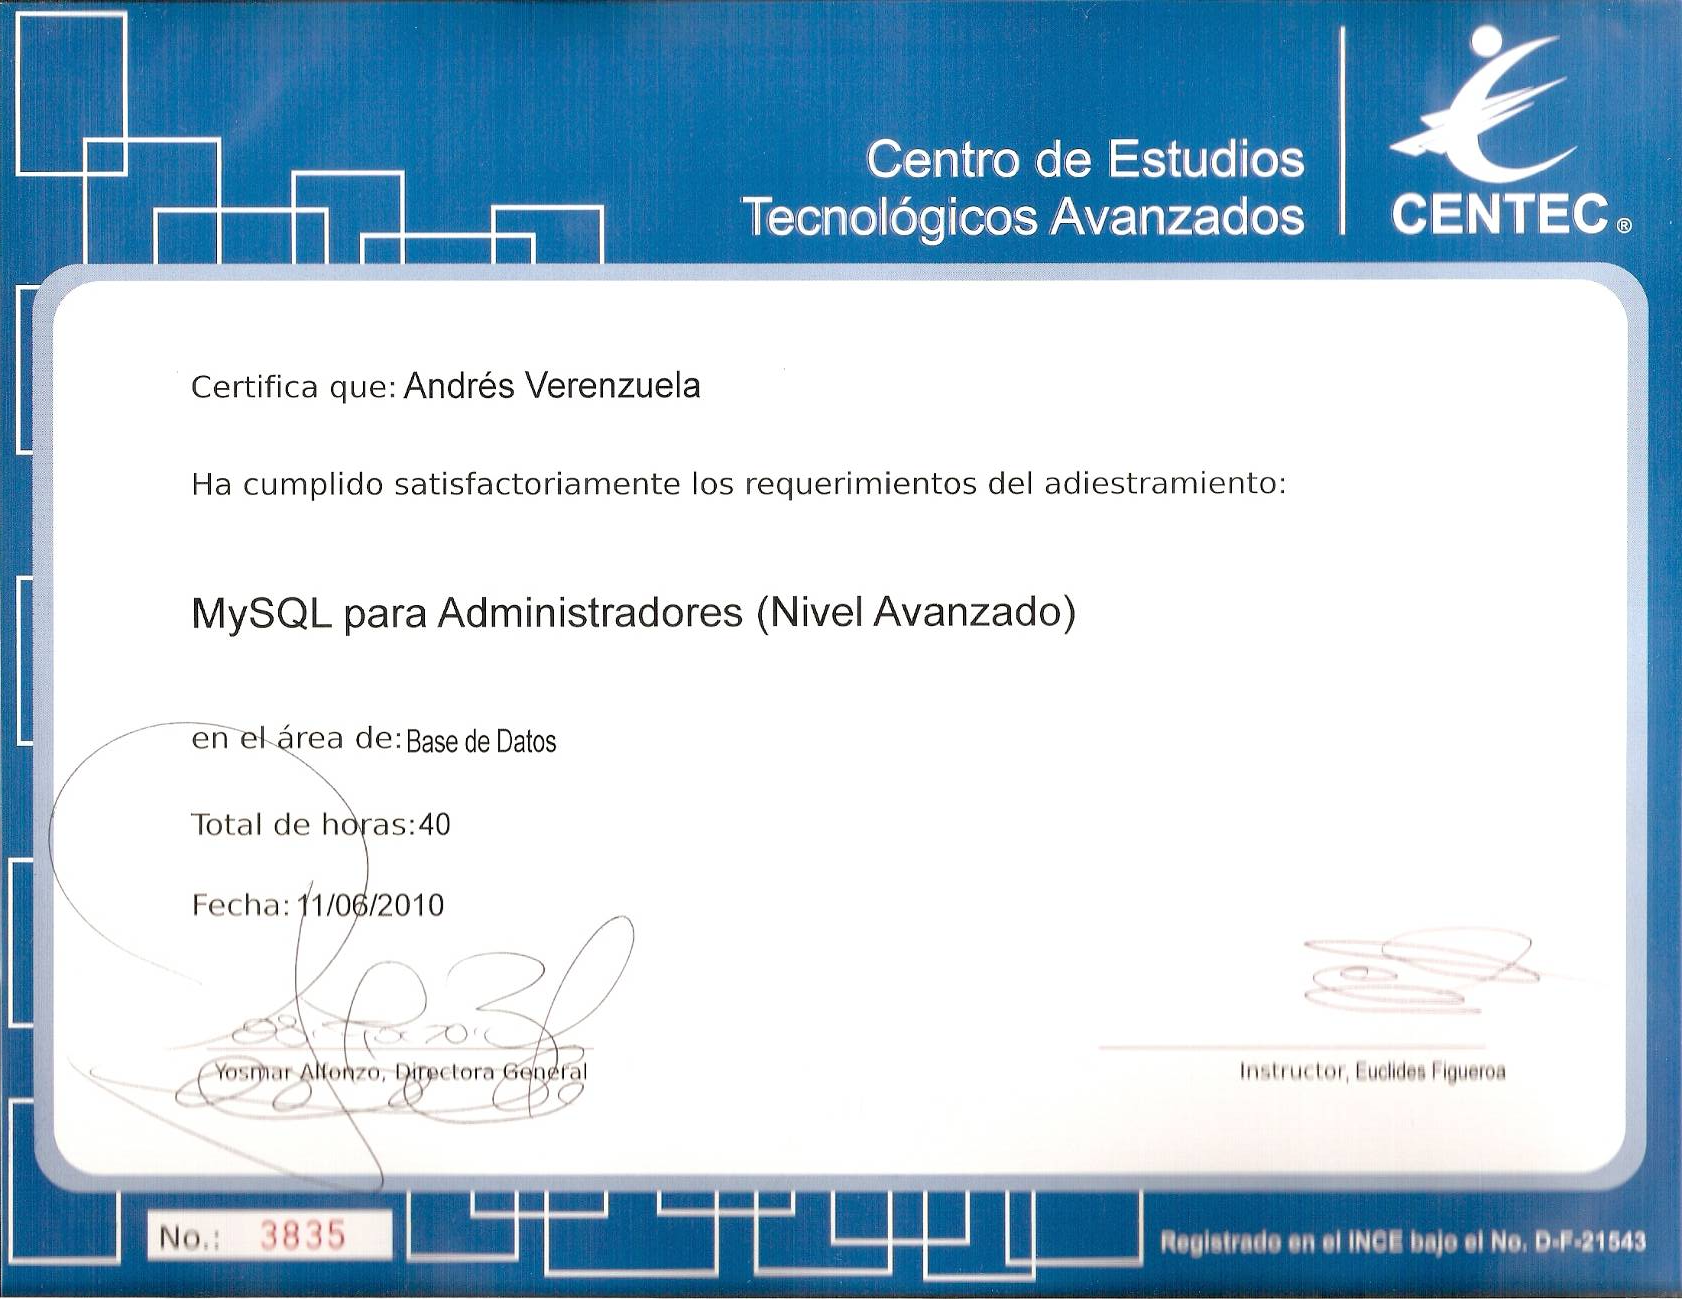 Centro de Estudios
Tecnológicos Avanzados
CENTEC ®
Certifica que: Andrés Verenzuela
Ha cumplido satisfactoriamente los requerimientos del adiestramiento:
MySQL para Administradores (Nivel Avanzado)
en el área de: Base de Datos
Total de horas: 40
Fecha: 11/06/2010
Yosmar Alfonzo, Directora General
Instructor, Euclides Figueroa
No.: 3835
Registrado en el INCE bajo el No. D-F-21543